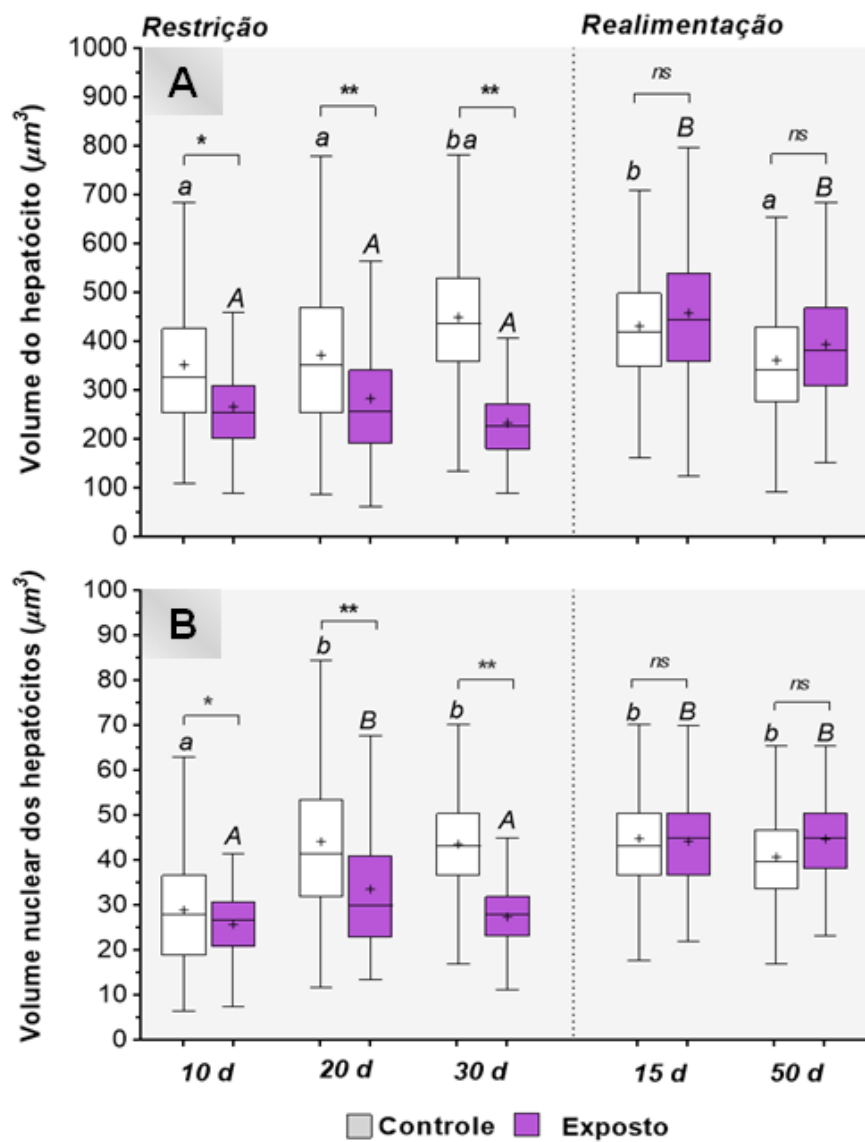 Restrição
Realimentação
A
Volume do hepatócito (μm³)
1000
900
800
700
600
500
400
300
200
100
0
*
**
**
ns
ns
a
A
a
A
b a
A
b
B
a
B
B
Volume nuclear dos hepatócitos (μm³)
100
90
80
70
60
50
40
30
20
10
0
*
**
**
ns
ns
a
A
b
B
b
A
b
B
b
B
10 d
20 d
30 d
15 d
50 d
Controle
Exposto